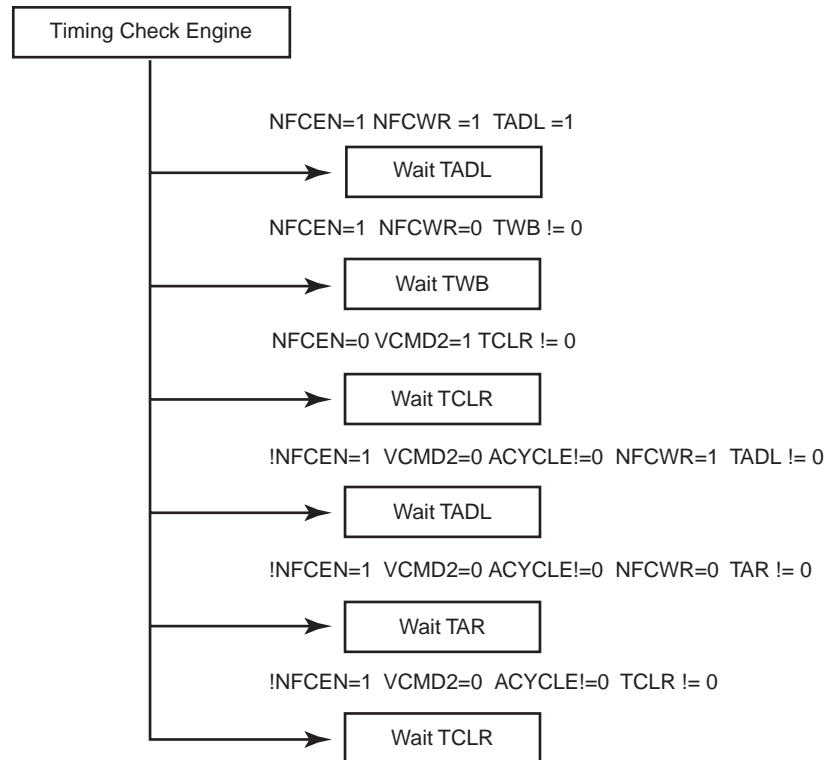 Timing Check Engine
NFCEN=1 NFCWR =1 TADL =1
Wait TADL
NFCEN=1 NFCWR=0 TWB != 0
Wait TWB
NFCEN=0 VCMD2=1 TCLR != 0
Wait TCLR
!NFCEN=1 VCMD2=0 ACYCLE!=0 NFCWR=1 TADL != 0
Wait TADL
!NFCEN=1 VCMD2=0 ACYCLE!=0 NFCWR=0 TAR != 0
Wait TAR
!NFCEN=1 VCMD2=0 ACYCLE!=0 TCLR != 0
Wait TCLR